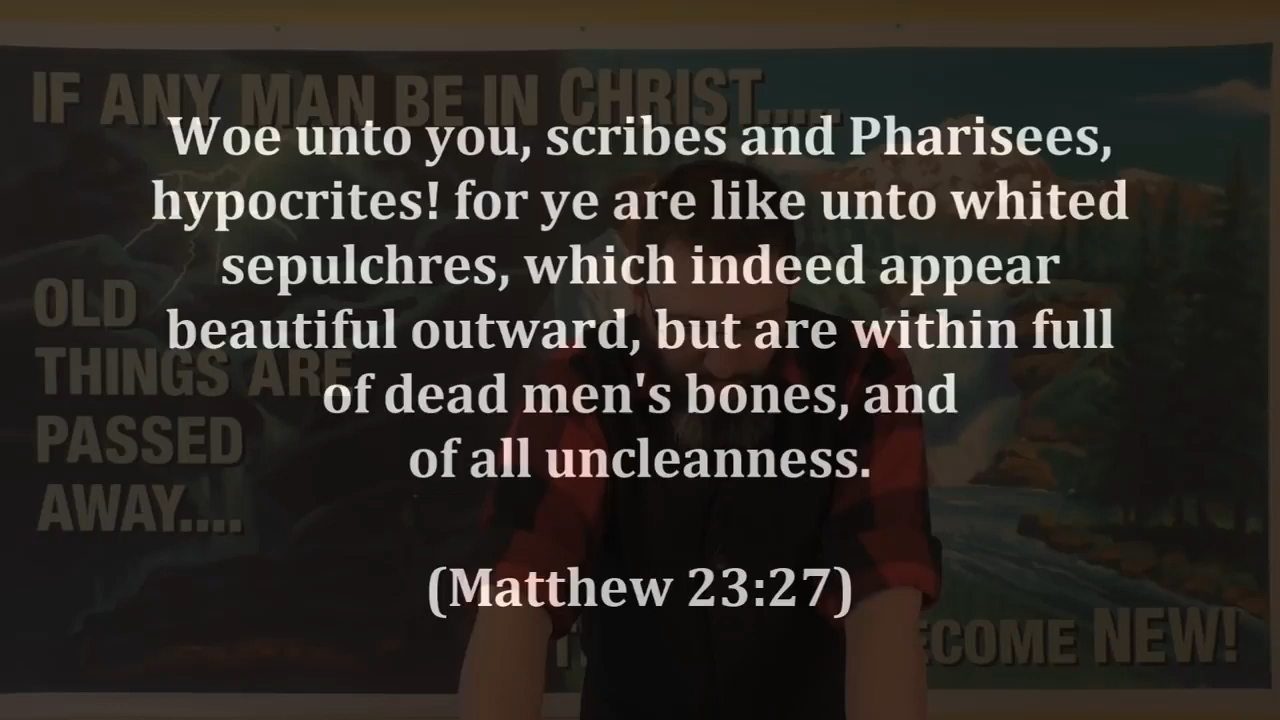 IF ANY MAN BE IN CHRIST.....
Woe unto you, scribes and Pharisees,
hypocrites! for ye are like unto whited
sepulchres, which indeed appear
beautiful outward, but are within full
of dead men's bones, and
of all uncleanness.
(Matthew 23:27)
OLD
THINGS ARE
PASSED
AWAY....
NEW!